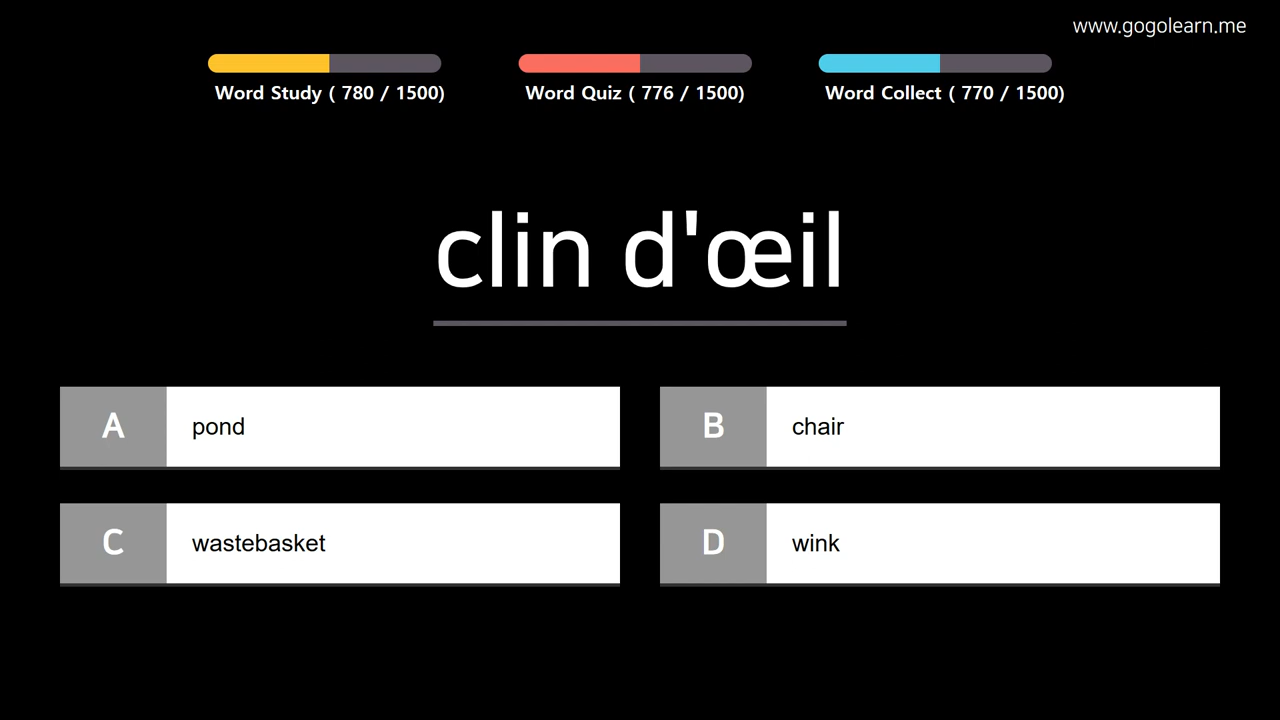 www.gogolearn.me
Word Study ( 780 / 1500)
Word Quiz ( 776 / 1500)
Word Collect ( 770 / 1500)
clin d'œil
A pond
B chair
C wastebasket
D wink